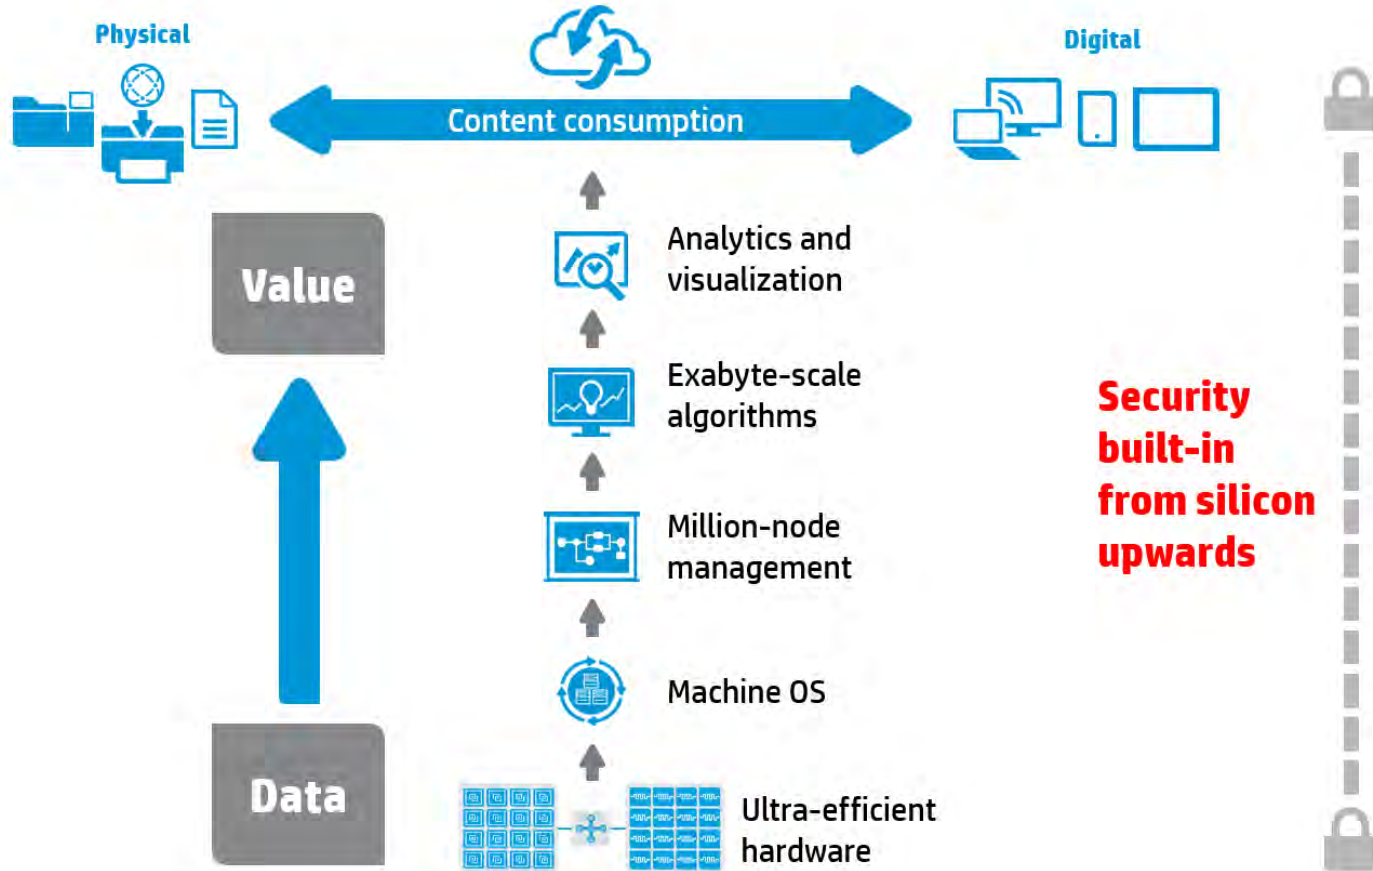 Physical
Digital
Content consumption
Value
Analytics and
visualization
Exabyte-scale
algorithms
Security
built-in
from silicon
upwards
Million-node
management
Machine OS
Data
Ultra-efficient
hardware